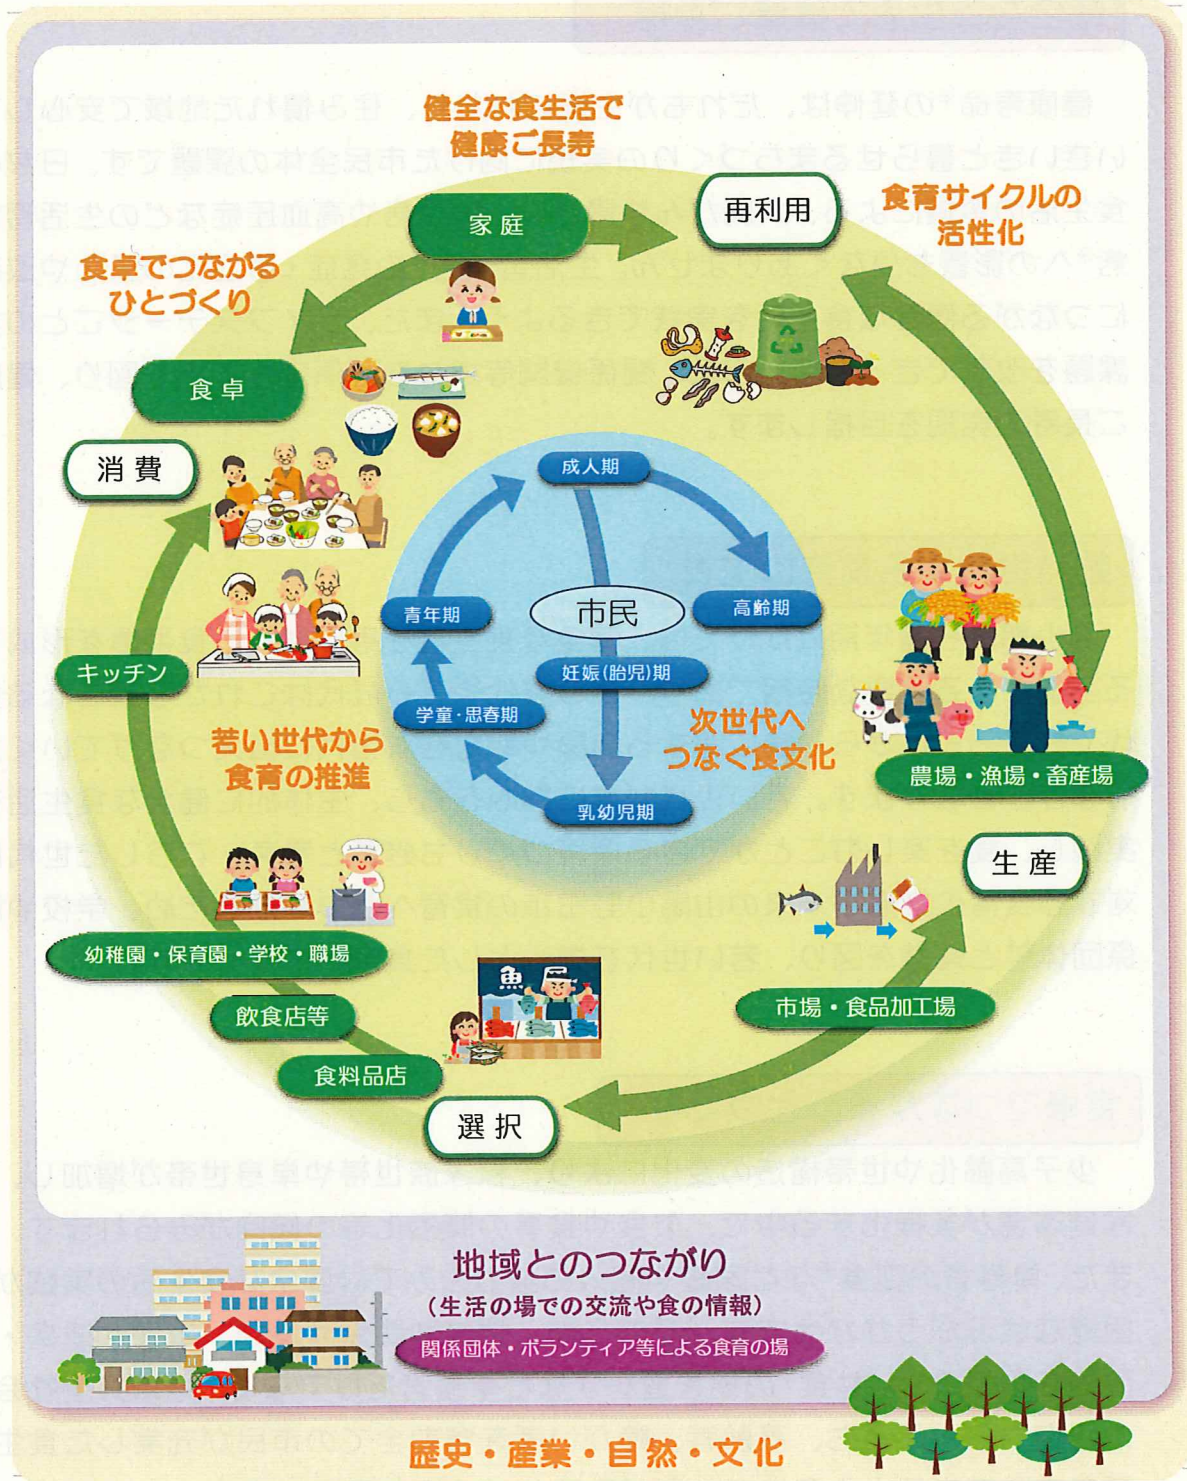 健全な食生活で
健康ご長寿
家庭
再利用
食育サイクルの
活性化
食卓でつながる
ひとづくり
食卓
消費
成人期
市民
青年期
高齢期
妊娠(胎児)期
学童・思春期
乳幼児期
キッチン
若い世代から
食育の推進
次世代へ
つなぐ食文化
農場・漁場・畜産場
生産
幼稚園・保育園・学校・職場
飲食店等
食料品店
魚
市場・食品加工場
選択
地域とのつながり
(生活の場での交流や食の情報)
関係団体・ボランティア等による食育の場
歴史・産業・自然・文化